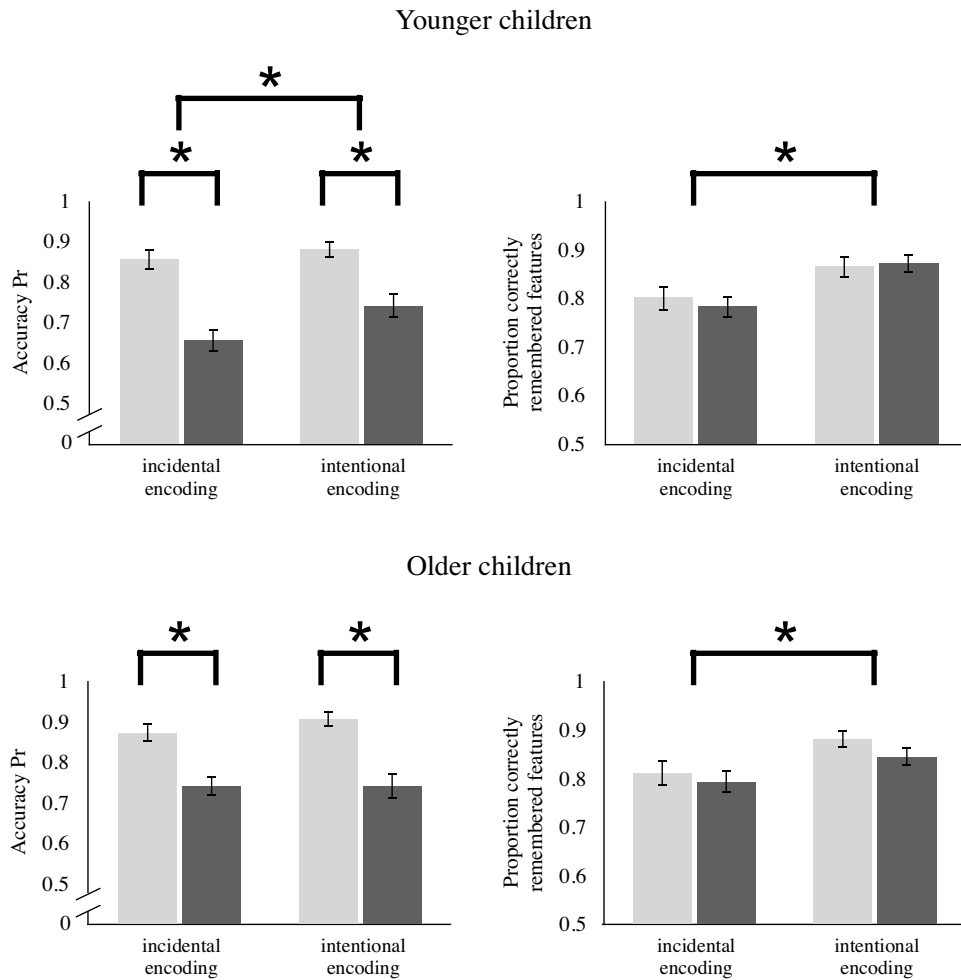 Younger children
*
*
*
*
1
0.9
0.8
0.7
0.6
0.5
0
Accuracy Pr
incidental
encoding
intentional
encoding
1
0.9
0.8
0.7
0.6
0.5
Proportion correctly
remembered features
incidental
encoding
intentional
encoding
Older children
*
*
*
1
0.9
0.8
0.7
0.6
0.5
0
Accuracy Pr
incidental
encoding
intentional
encoding
1
0.9
0.8
0.7
0.6
0.5
Proportion correctly
remembered features
incidental
encoding
intentional
encoding